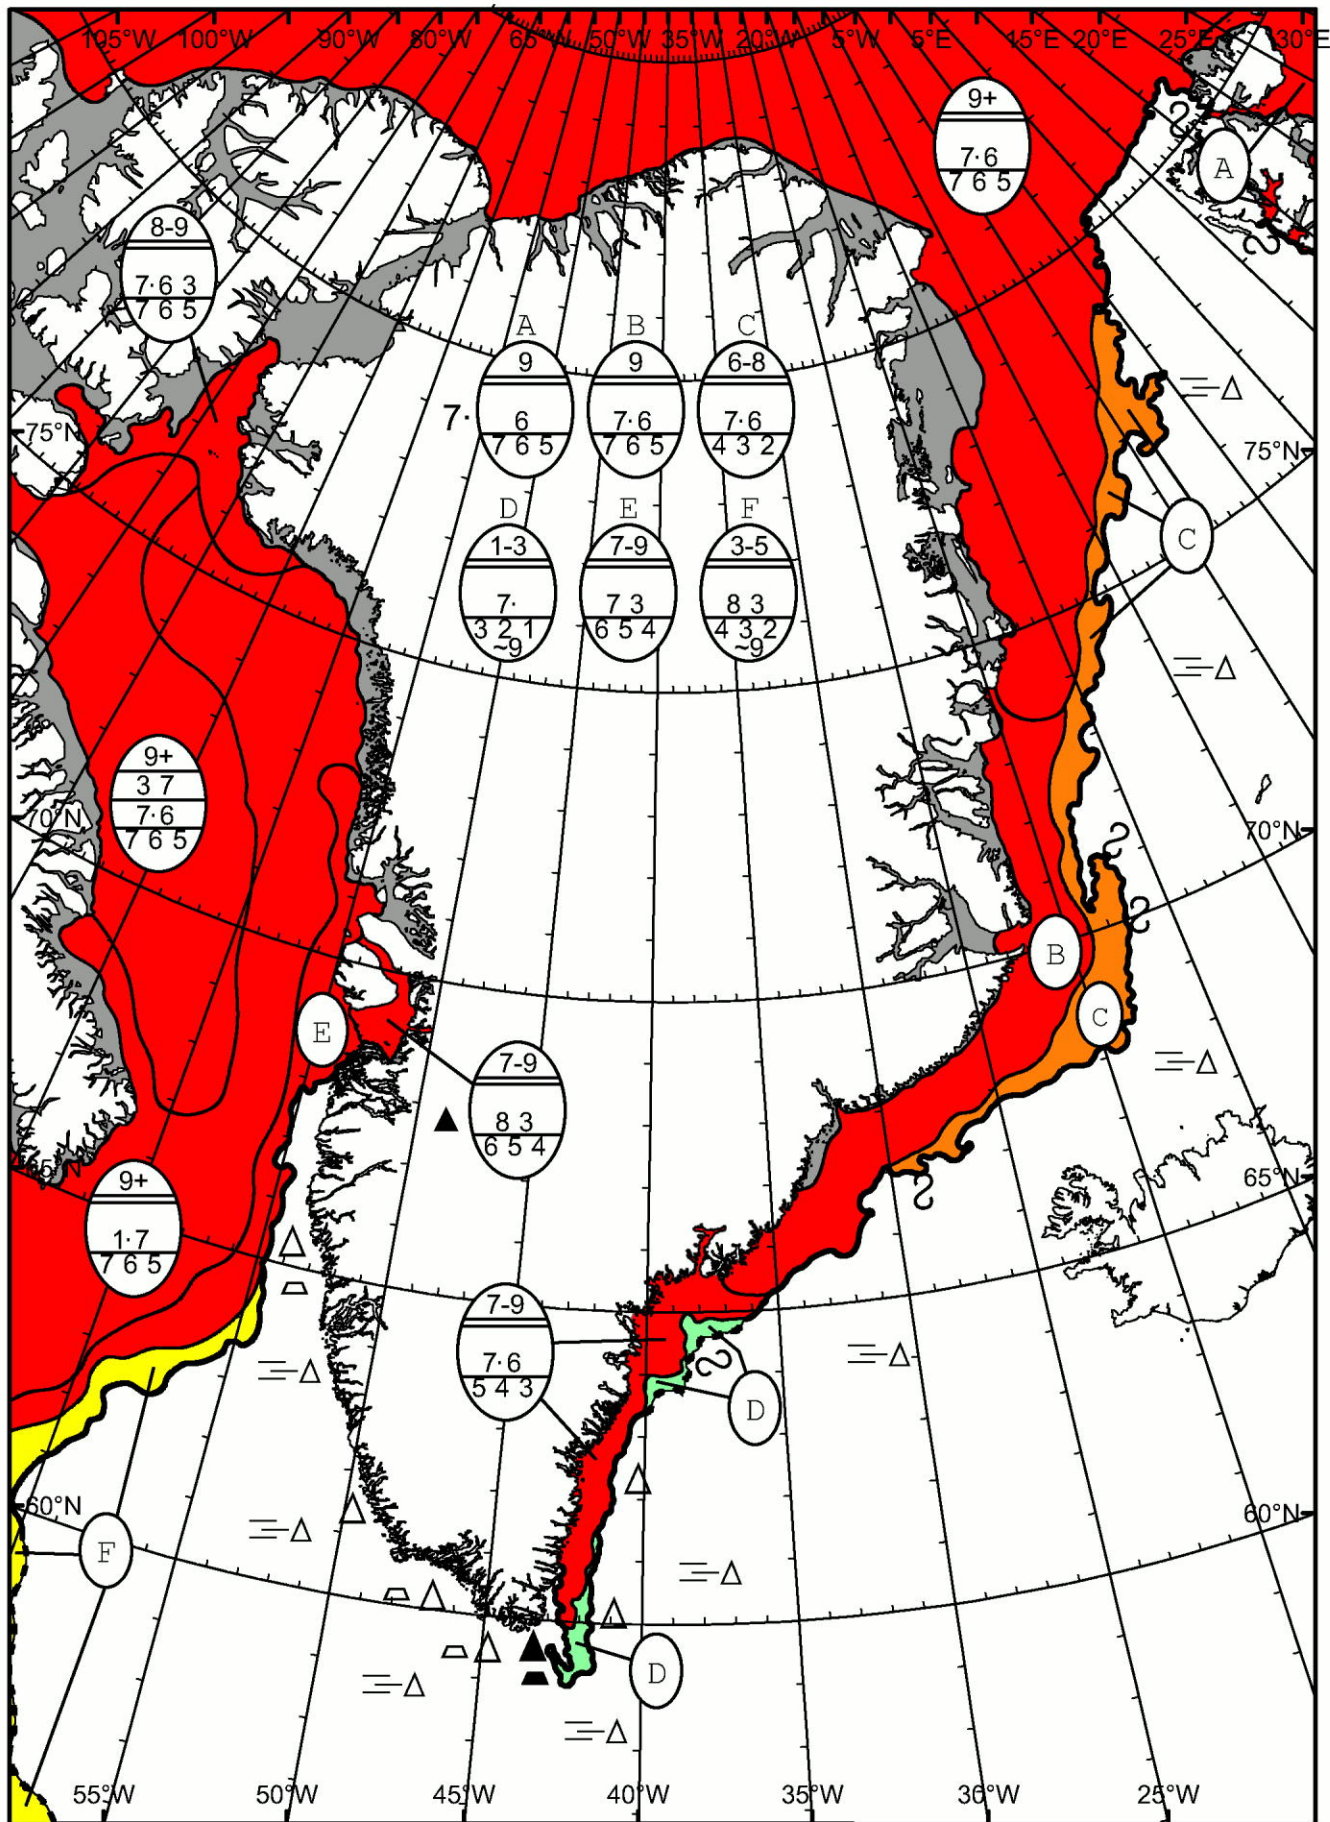 105°W 100°W 90°W 80°W 65°W 50°W 35°W 20°W 5°W 5°E 15°E 20°E 25°E 30°E
9+
7·6
7 6 5
A
8-9
7·6 3
7 6 5
A B C
9 9 6-8
7· 6 7·6 7·6
7 6 5 7 6 5 4 3 2
75°N 75°N
D E F
1-3 7-9 3-5
7· 7 3 8 3
3 2 1 6 5 4 4 3 2
~9 ~9
C
9+
3 7
7·6
7 6 5
70°N 70°N
B
C
E
7-9
8 3
6 5 4
65°N 65°N
9+
1·7
7 6 5
7-9
7·6
5 4 3
D
60°N 60°N
F
D
55°W 50°W 45°W 40°W 35°W 30°W 25°W